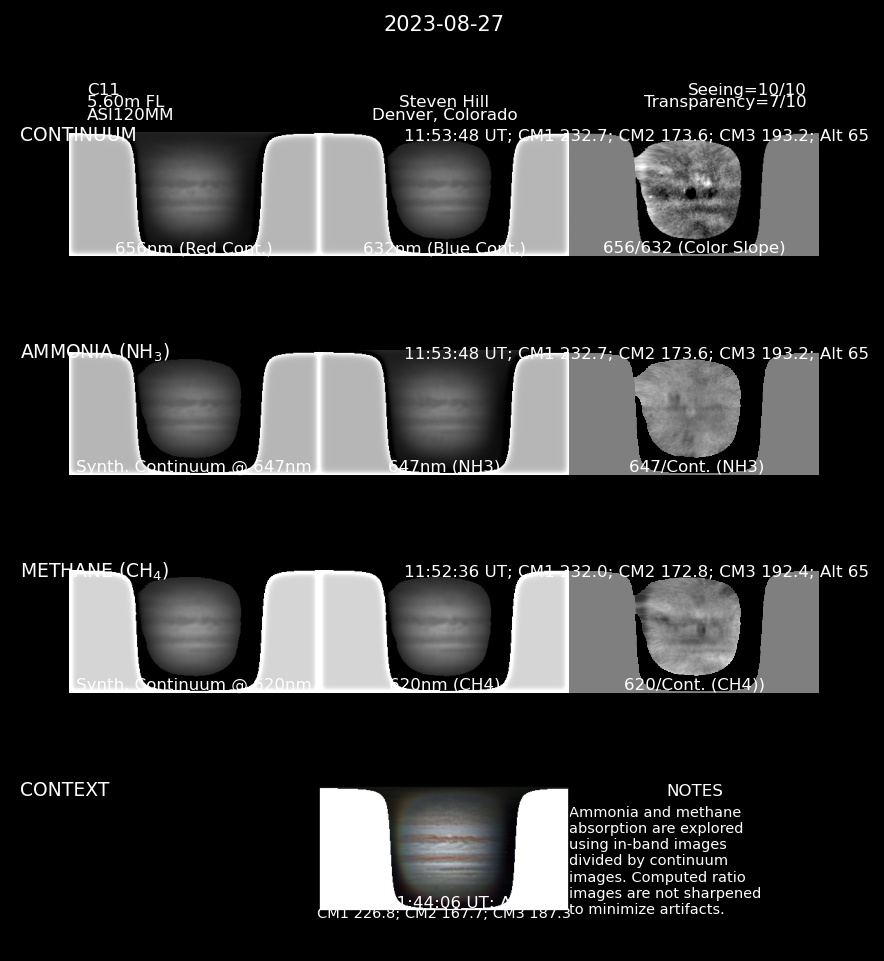 2023-08-27
C11
5.60m FL
ASI120MM
Steven Hill
Denver, Colorado
Seeing=10/10
Transparency=7/10
CONTINUUM
11:53:48 UT; CM1 232.7; CM2 173.6; CM3 193.2; Alt 65
656nm (Red Cont.)
632nm (Blue Cont.)
656/632 (Color Slope)
AMMONIA (NH₃)
11:53:48 UT; CM1 232.7; CM2 173.6; CM3 193.2; Alt 65
Synth. Continuum @ 647nm
647nm (NH3)
647/Cont. (NH3)
METHANE (CH₄)
11:52:36 UT; CM1 232.0; CM2 172.8; CM3 192.4; Alt 65
Synth. Continuum @ 620nm
620nm (CH4)
620/Cont. (CH4))
CONTEXT
1:44:06 UT;
CM1 226.8; CM2 167.7; CM3 187.3
NOTES
Ammonia and methane
absorption are explored
using in-band images
divided by continuum
images. Computed ratio
images are not sharpened
to minimize artifacts.